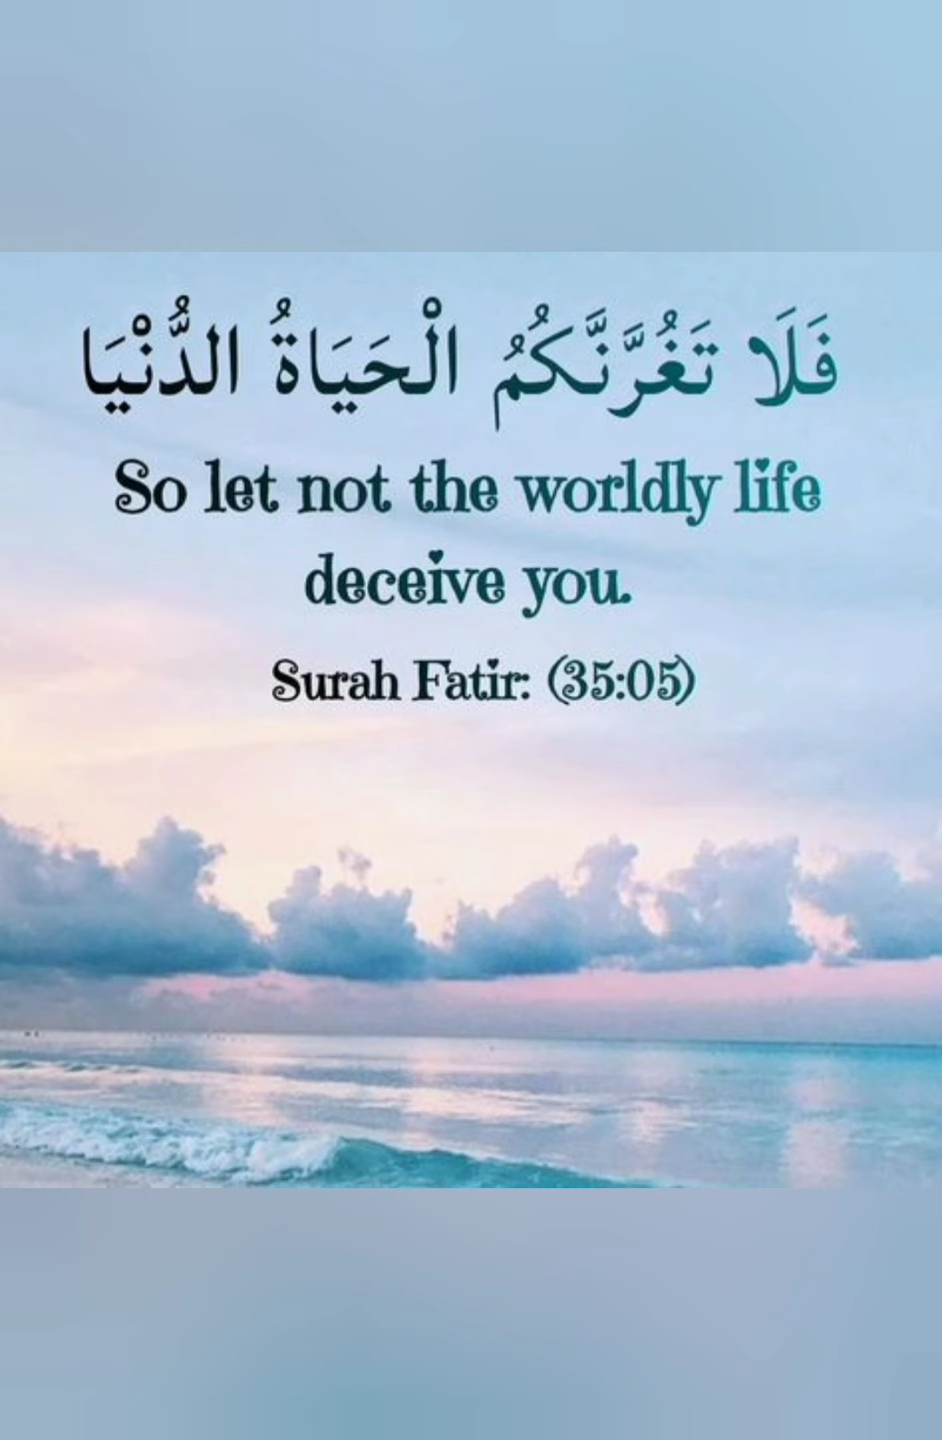 فَلَا تَغُرَّنَّكُمُ الْحَيَاةُ الدُّنْيَا
So let not the worldly life
deceive you.
Surah Fatir: (35:05)